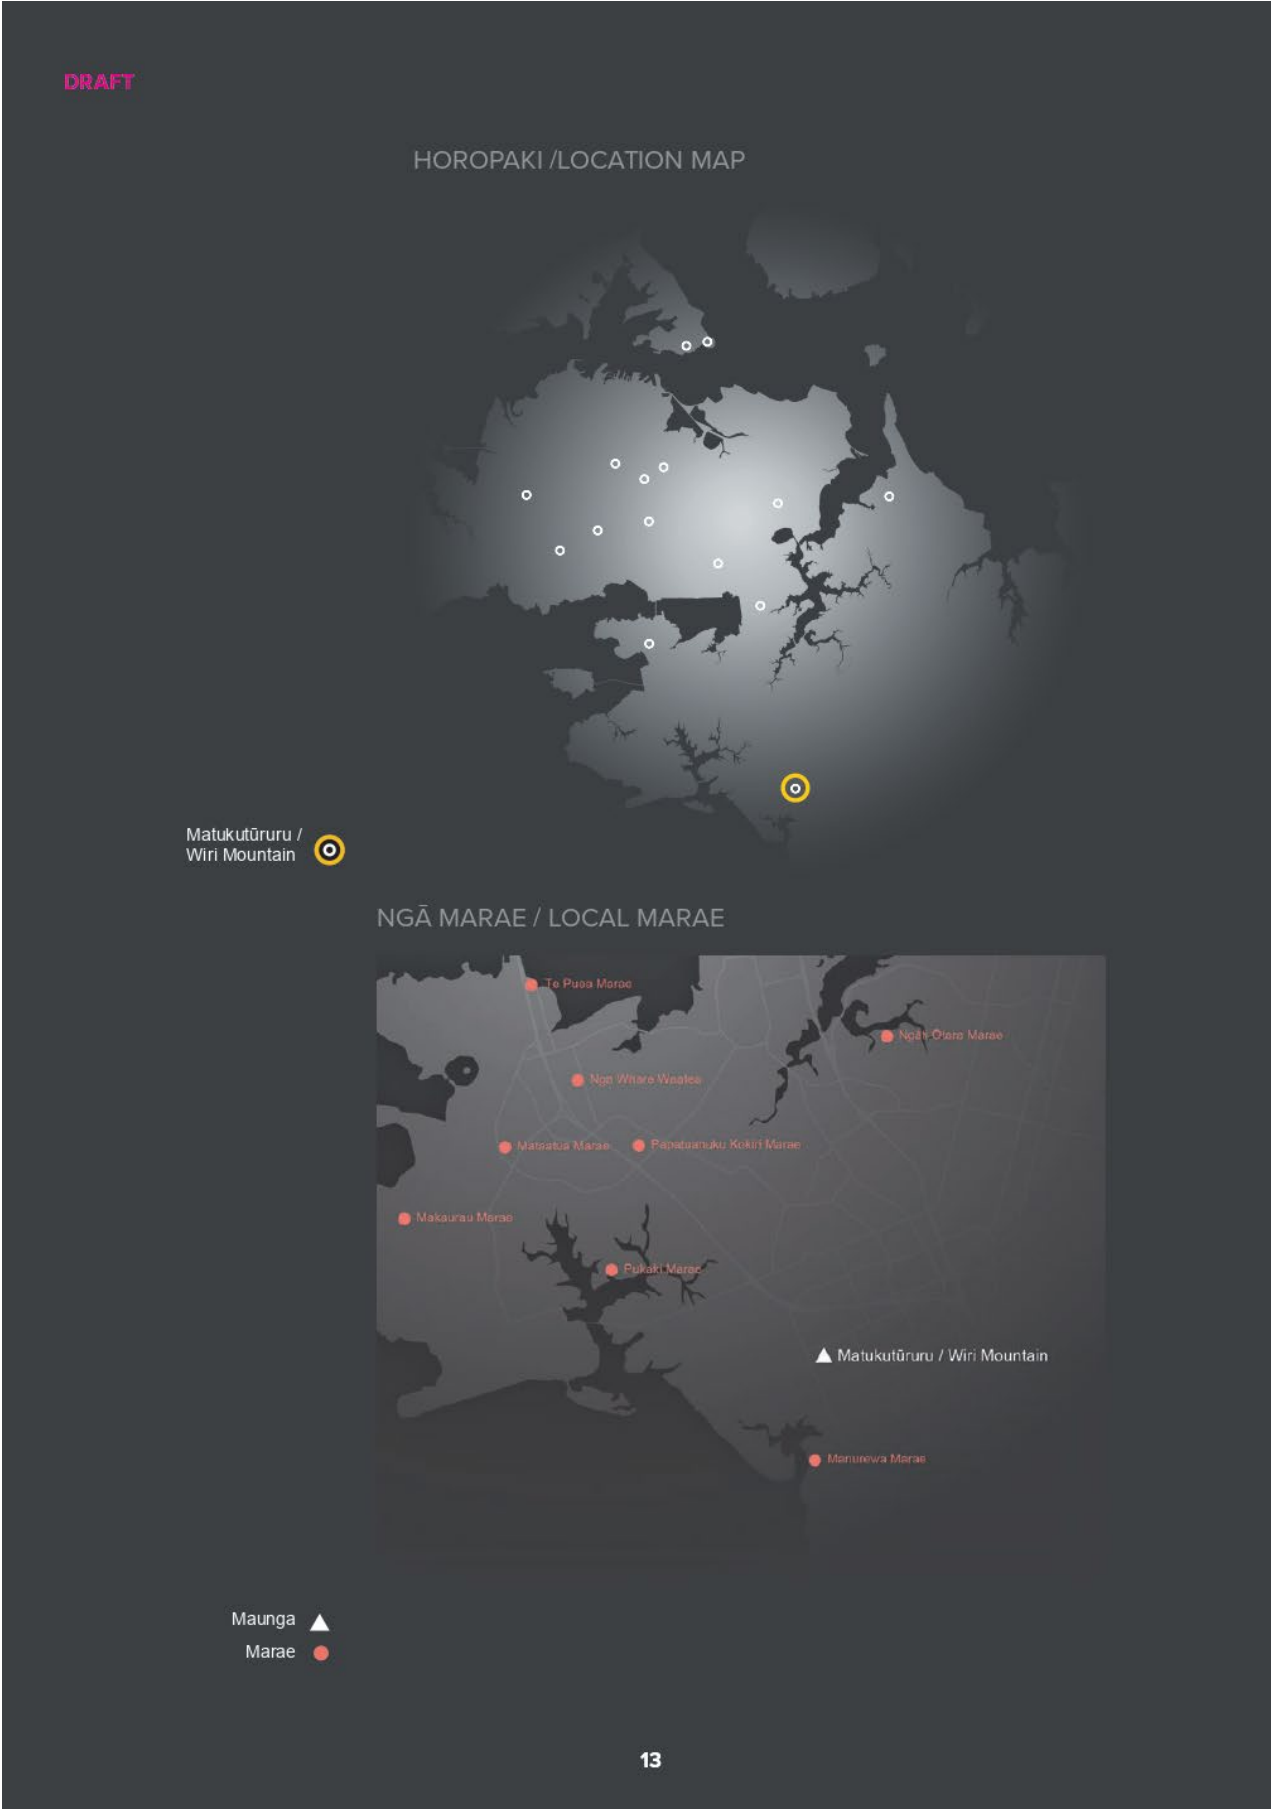 DRAFT
HOROPAKI /LOCATION MAP
Matukutūruru /
Wiri Mountain
NGĀ MARAE / LOCAL MARAE
Te Puea Marae
Ngāti Ōtara Marae
Nga Whare Waatea
Mataatua Marae
Papatuanuku Kokiri Marae
Makaurau Marae
Pukaki Marae
Matukutūruru / Wiri Mountain
Manurewa Marae
Maunga
Marae
13